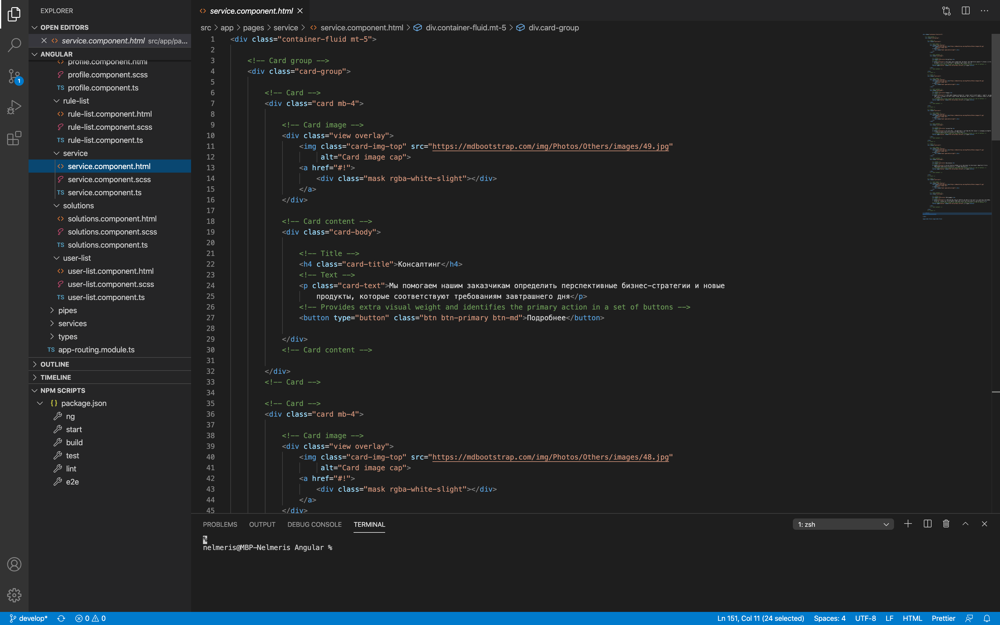 EXPLORER
OPEN EDITORS
service.component.html src/app/pa...
ANGULAR
profile.component.html
profile.component.scss
TS profile.component.ts
rule-list
rule-list.component.html
rule-list.component.scss
TS rule-list.component.ts
service
service.component.html
service.component.scss
TS service.component.ts
solutions
solutions.component.html
solutions.component.scss
TS solutions.component.ts
user-list
user-list.component.html
user-list.component.scss
TS user-list.component.ts
pipes
services
types
TS app-routing.module.ts
OUTLINE
TIMELINE
NPM SCRIPTS
{} package.json
ng
start
build
test
lint
e2e
1
service.component.html
src > app > pages > service > service.component.html > div.container-fluid.mt-5 > div.card-group
1 <div class="container-fluid mt-5">
2
3 <!-- Card group -->
4 <div class="card-group">
5
6 <!-- Card -->
7 <div class="card mb-4">
8
9 <!-- Card image -->
10 <div class="view overlay">
11 <img class="card-img-top" src="https://mdbootstrap.com/img/Photos/Others/images/49.jpg"
12 alt="Card image cap">
13 <a href="#!">
14 <div class="mask rgba-white-slight"></div>
15 </a>
16 </div>
17
18 <!-- Card content -->
19 <div class="card-body">
20
21 <!-- Title -->
22 <h4 class="card-title">Консалтинг</h4>
23 <!-- Text -->
24 <p class="card-text">Мы помогаем нашим заказчикам определить перспективные бизнес-стратегии и новые
25 продукты, которые соответствуют требованиям завтрашнего дня</p>
26 <!-- Provides extra visual weight and identifies the primary action in a set of buttons -->
27 <button type="button" class="btn btn-primary btn-md">Подробнее</button>
28
29 </div>
30 <!-- Card content -->
31
32 </div>
33 <!-- Card -->
34
35 <!-- Card -->
36 <div class="card mb-4">
37
38 <!-- Card image -->
39 <div class="view overlay">
40 <img class="card-img-top" src="https://mdbootstrap.com/img/Photos/Others/images/48.jpg"
41 alt="Card image cap">
42 <a href="#!">
43 <div class="mask rgba-white-slight"></div>
44 </a>
45 </div>
PROBLEMS OUTPUT DEBUG CONSOLE TERMINAL 1: zsh
%
nelmeris@MBP-Nelmeris Angular %
develop* 0 0 Ln 151, Col 11 (24 selected) Spaces: 4 UTF-8 LF HTML Prettier